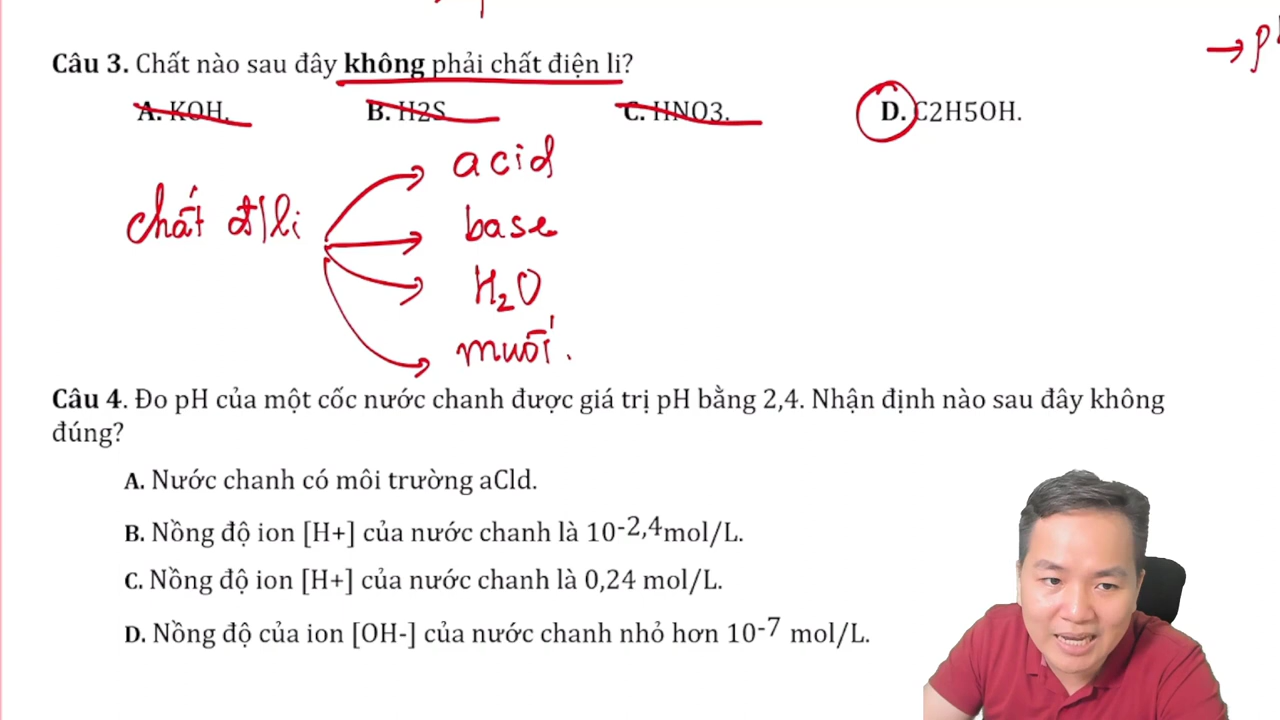 → p
Câu 3. Chất nào sau đây không phải chất điện li?
A. KOH. B. H2S C. HNO3. D. C2H5OH.
acid
chất đ/li
base
H₂O
muối.
Câu 4. Đo pH của một cốc nước chanh được giá trị pH bằng 2,4. Nhận định nào sau đây không
đúng?
A. Nước chanh có môi trường aCld.
B. Nồng độ ion [H+] của nước chanh là 10-2,4mol/L.
C. Nồng độ ion [H+] của nước chanh là 0,24 mol/L.
D. Nồng độ của ion [OH-] của nước chanh nhỏ hơn 10-7 mol/L.